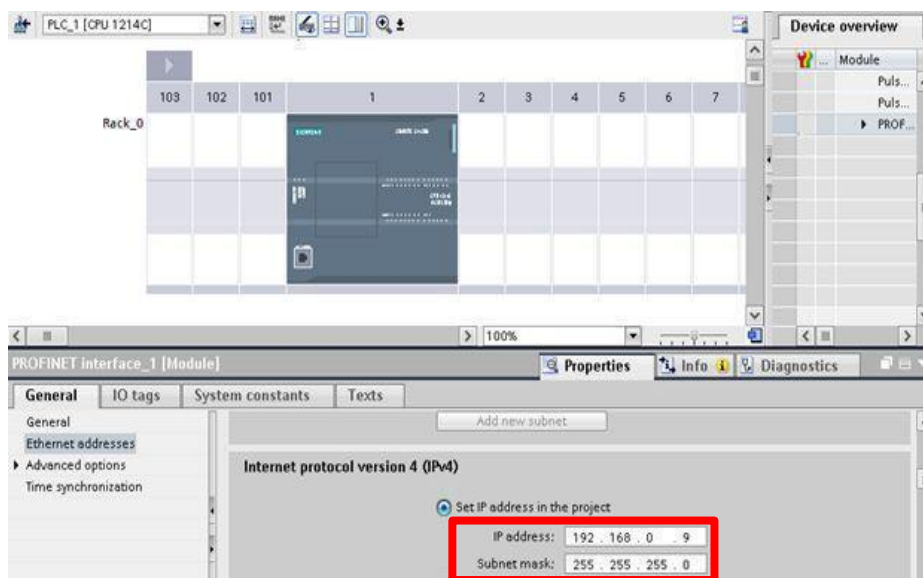 PLC_1 [CPU 1214C]
Device overview
... Module
Puls...
Puls...
PROF...
103 102 101 1 2 3 4 5 6 7
Rack_0
SIEMENS
100%
PROFINET interface_1 [Module]
Properties Info Diagnostics
General IO tags System constants Texts
General
Ethernet addresses
Advanced options
Time synchronization
Add new subnet
Internet protocol version 4 (IPv4)
Set IP address in the project
IP address: 192 . 168 . 0 . 9
Subnet mask: 255 . 255 . 255 . 0